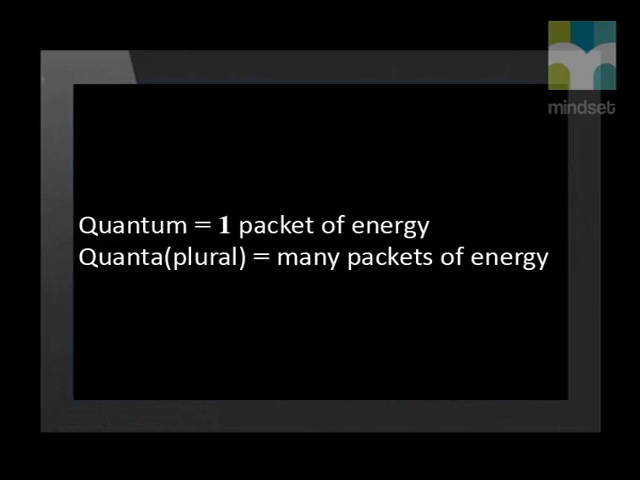 mindset
Quantum = 1 packet of energy
Quanta(plural) = many packets of energy